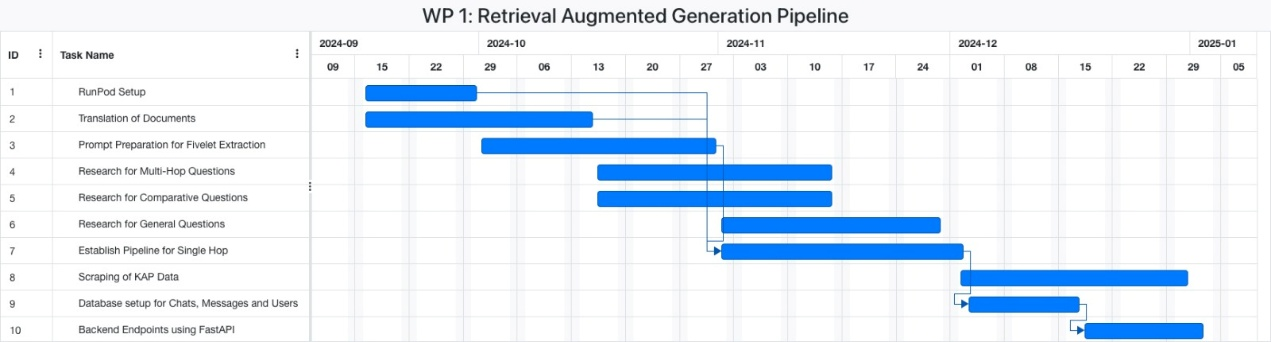 WP 1: Retrieval Augmented Generation Pipeline
ID Task Name 2024-09 2024-10 2024-11 2024-12 2025-01
09 15 22 29 06 13 20 27 03 10 17 24 01 08 15 22 29 05
1 RunPod Setup
2 Translation of Documents
3 Prompt Preparation for Fivelet Extraction
4 Research for Multi-Hop Questions
5 Research for Comparative Questions
6 Research for General Questions
7 Establish Pipeline for Single Hop
8 Scraping of KAP Data
9 Database setup for Chats, Messages and Users
10 Backend Endpoints using FastAPI